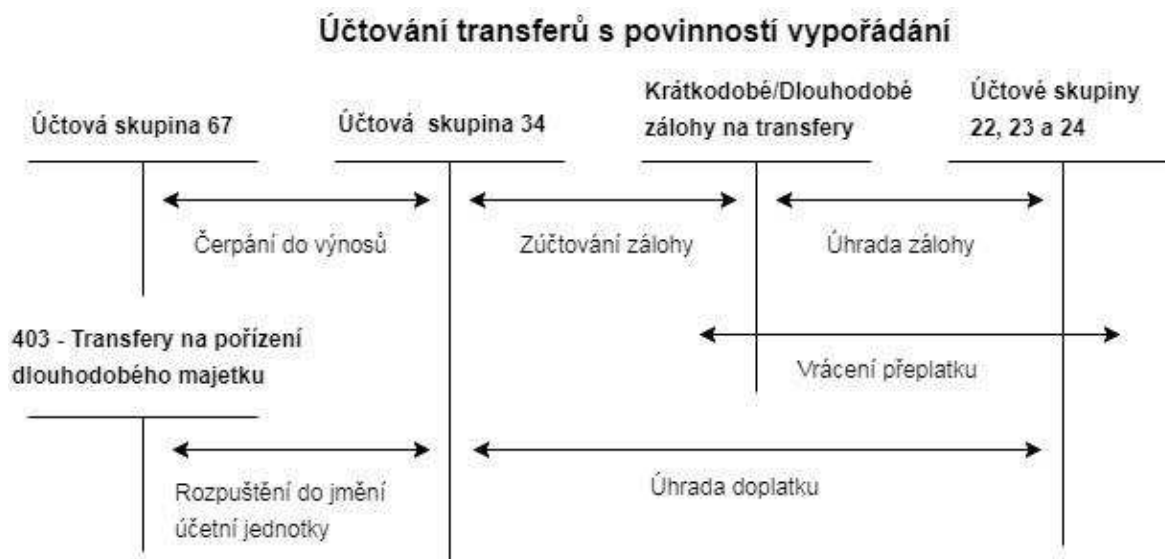 Účtování transferů s povinností vypořádání
Účtová skupina 67
Účtová skupina 34
Krátkodobé/Dlouhodobé
zálohy na transfery
Účtové skupiny
22, 23 a 24
Čerpání do výnosů
Zúčtování zálohy
Úhrada zálohy
403 - Transfery na pořízení
dlouhodobého majetku
Vrácení přeplatku
Rozpuštění do jmění
účetní jednotky
Úhrada doplatku